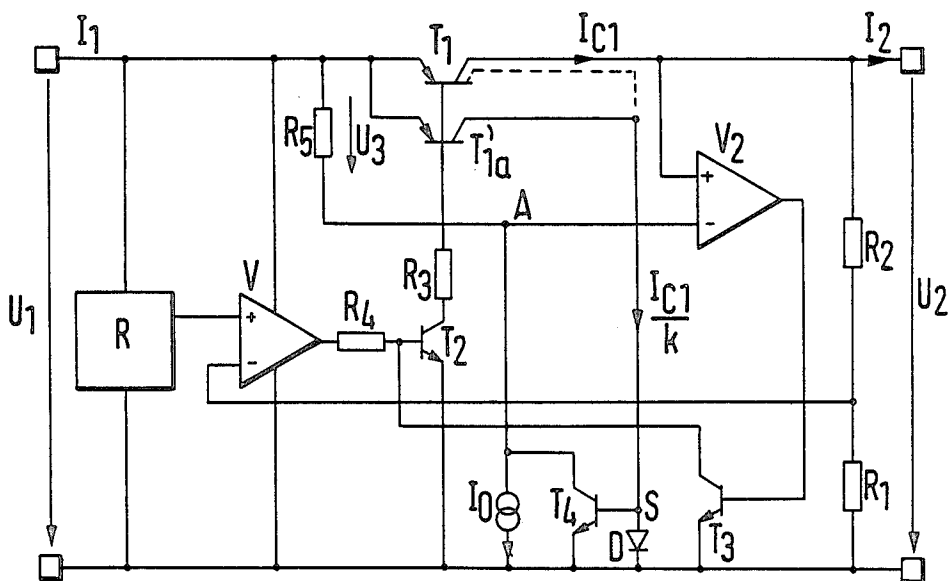 I1
T1
IC1
I2
R5
U3
T'1a
V2
+
-
A
R3
R2
U1
R
V
+
-
R4
T2
IC1
k
U2
I0
T4
S
D
T3
R1